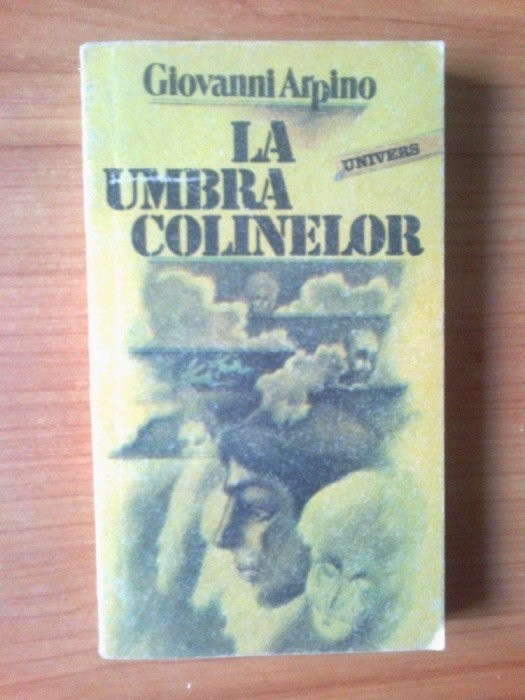 Giovanni Arpino
LA
UMBRA
COLINELOR
UNIVERS